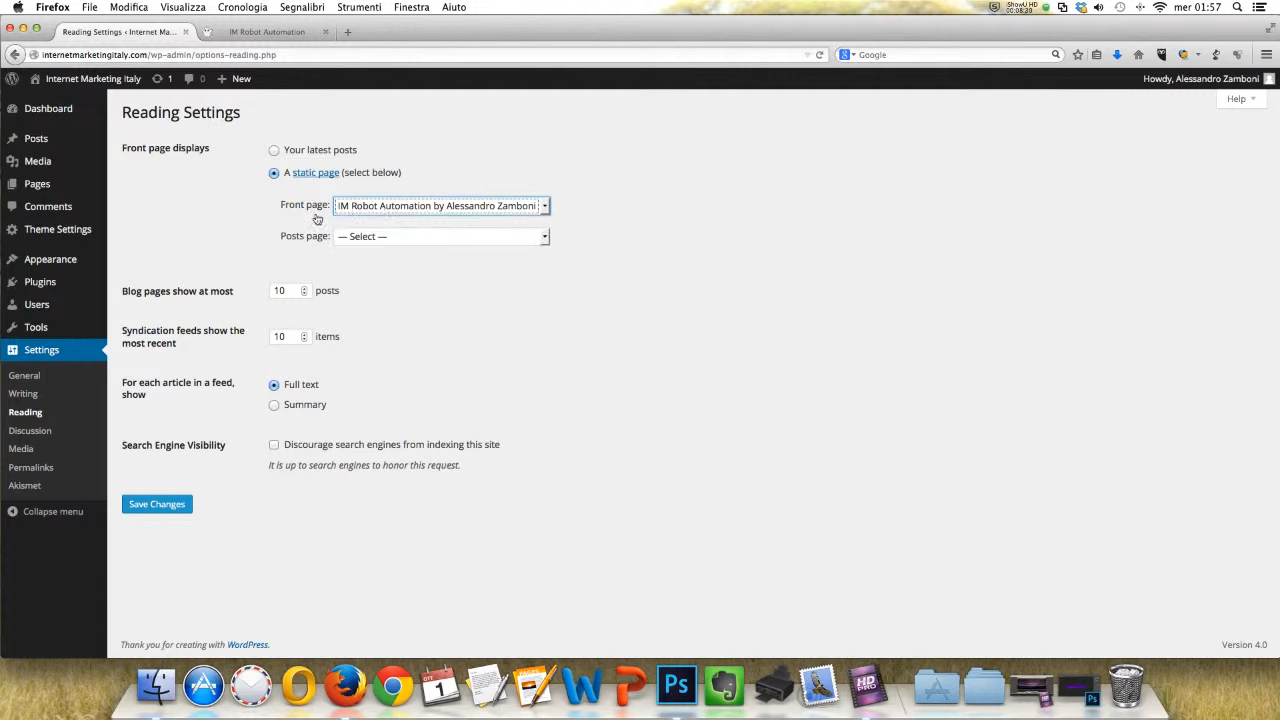 Firefox File Modifica Visualizza Cronologia Segnalibri Strumenti Finestra Aiuto mer 01:57
Reading Settings ‹ Internet Ma... IM Robot Automation
internetmarketingitaly.com/wp-admin/options-reading.php Google
Internet Marketing Italy 1 0 New Howdy, Alessandro Zamboni
Help
Dashboard
Posts
Media
Pages
Comments
Theme Settings
Appearance
Plugins
Users
Tools
Settings
General
Writing
Reading
Discussion
Media
Permalinks
Akismet
Collapse menu
Reading Settings
Front page displays
Your latest posts
A static page (select below)
Front page: IM Robot Automation by Alessandro Zamboni
Posts page: — Select —
Blog pages show at most 10 posts
Syndication feeds show the most recent 10 items
For each article in a feed, show
Full text
Summary
Search Engine Visibility
Discourage search engines from indexing this site
It is up to search engines to honor this request.
Save Changes
Thank you for creating with WordPress. Version 4.0